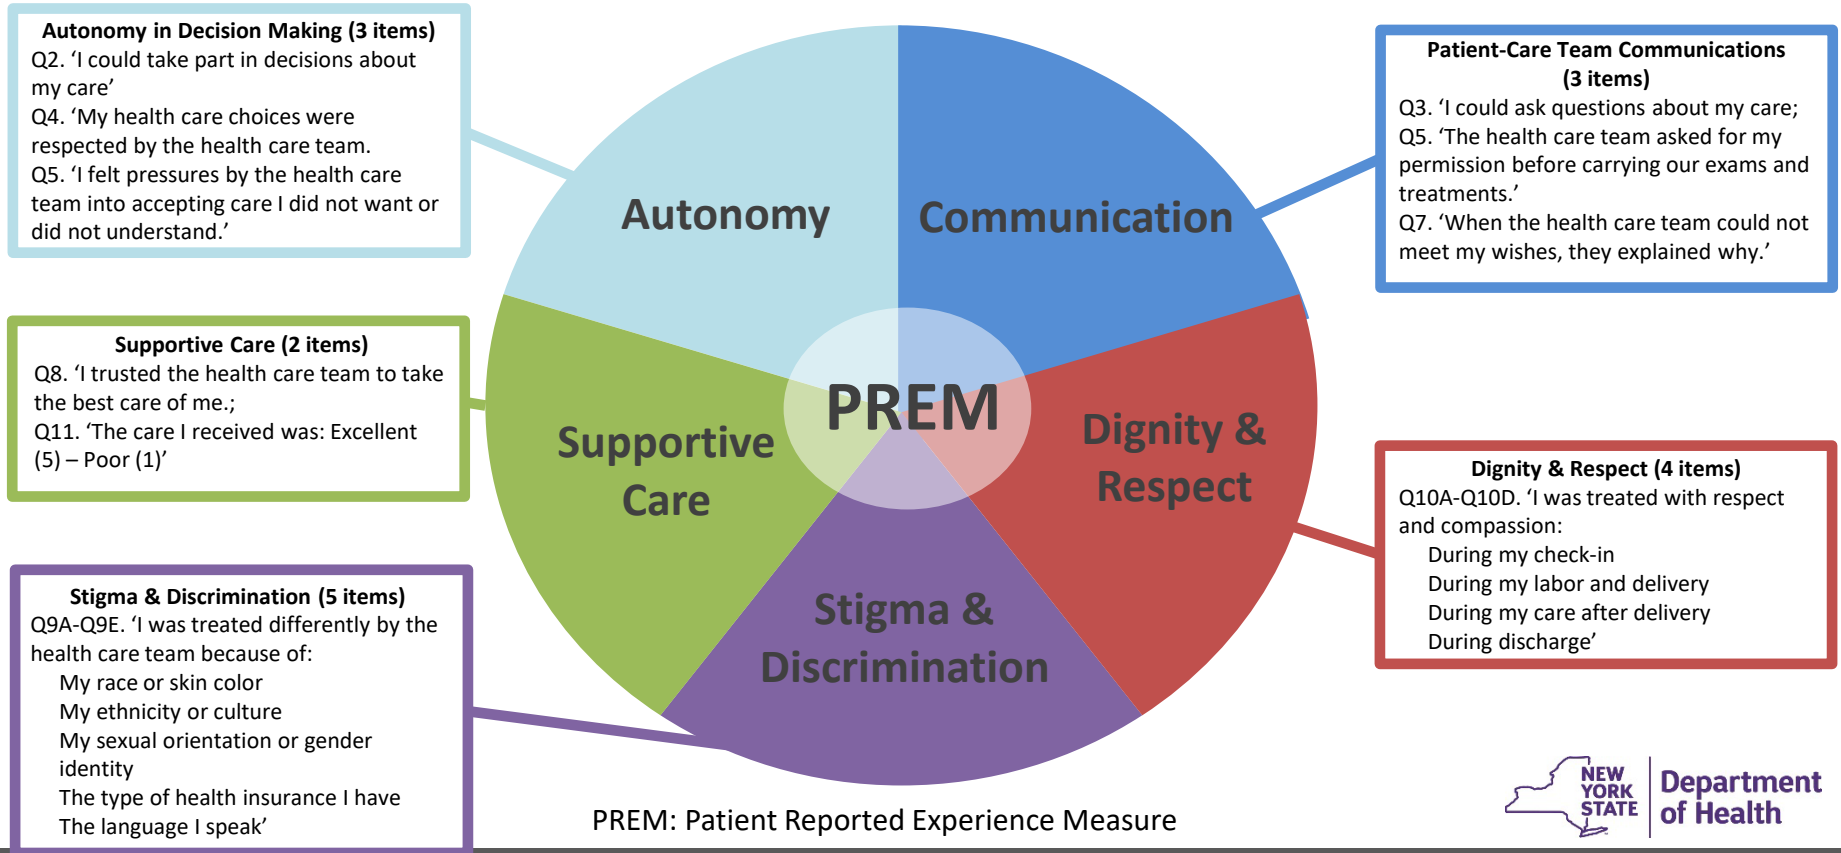 Autonomy in Decision Making (3 items)
Q2. ‘I could take part in decisions about
my care’
Q4. ‘My health care choices were
respected by the health care team.
Q5. ‘I felt pressures by the health care
team into accepting care I did not want or
did not understand.’
Supportive Care (2 items)
Q8. ‘I trusted the health care team to take
the best care of me.;
Q11. ‘The care I received was: Excellent
(5) – Poor (1)’
Stigma & Discrimination (5 items)
Q9A-Q9E. ‘I was treated differently by the
health care team because of:
My race or skin color
My ethnicity or culture
My sexual orientation or gender
identity
The type of health insurance I have
The language I speak’
Autonomy
Communication
PREM
Supportive
Care
Dignity &
Respect
Stigma &
Discrimination
PREM: Patient Reported Experience Measure
Patient-Care Team Communications
(3 items)
Q3. ‘I could ask questions about my care;
Q5. ‘The health care team asked for my
permission before carrying our exams and
treatments.’
Q7. ‘When the health care team could not
meet my wishes, they explained why.’
Dignity & Respect (4 items)
Q10A-Q10D. ‘I was treated with respect
and compassion:
During my check-in
During my labor and delivery
During my care after delivery
During discharge’
NEW
YORK
STATE
Department
of Health